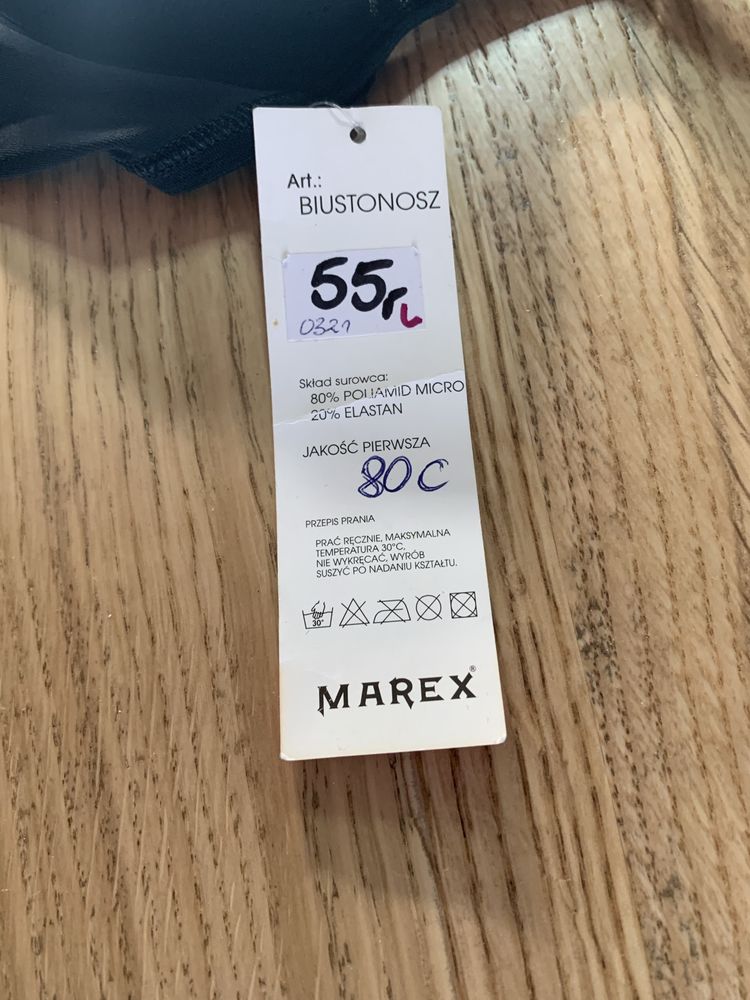 Art.:
BIUSTONOSZ
55,-
0321
Skład surowca:
80% POLIAMID MICRO
20% ELASTAN
JAKOŚĆ PIERWSZA
80C
PRZEPIS PRANIA
PRAĆ RĘCZNIE, MAKSYMALNA
TEMPERATURA 30°C,
NIE WYKRĘCAĆ, WYRÓB
SUSZYĆ PO NADANIU KSZTAŁTU.
30°
MAREX®